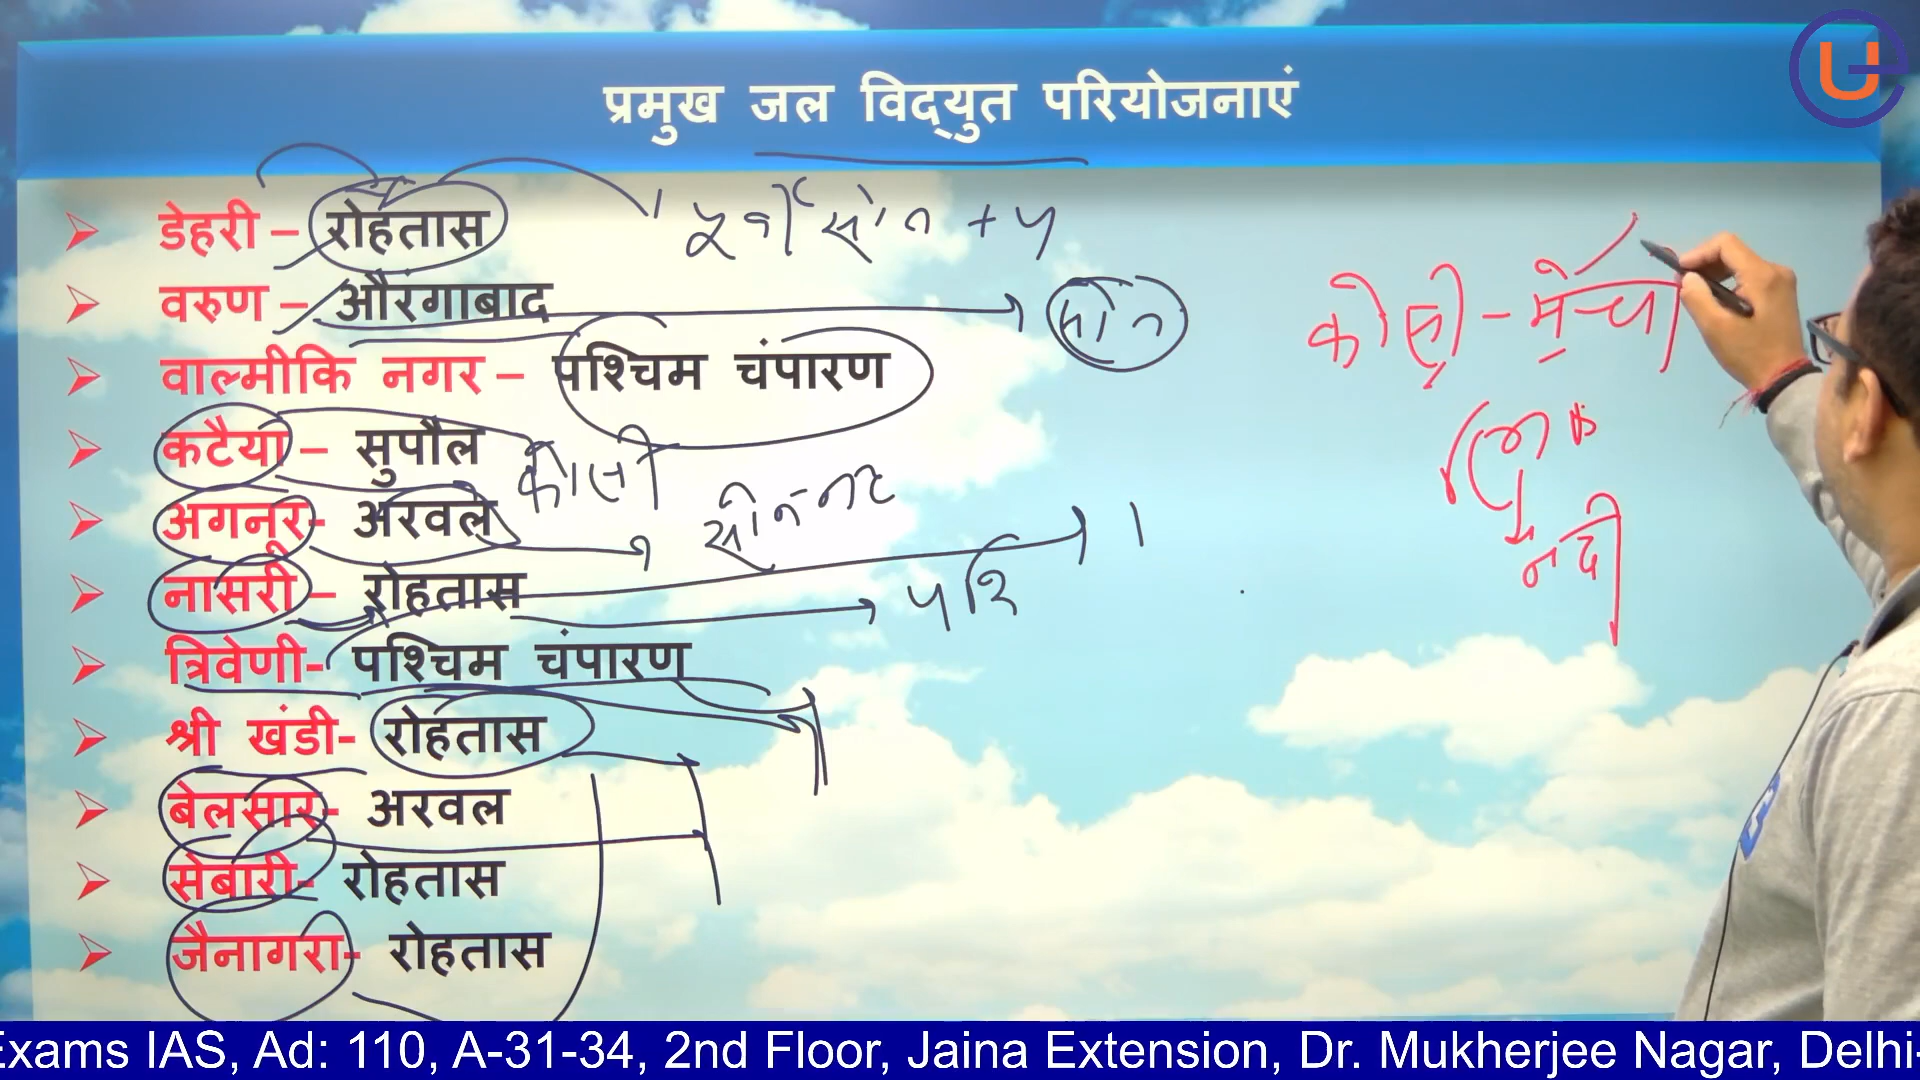 प्रमुख जल विद्युत परियोजनाएं
डेहरी – रोहतास
वरुण – औरंगाबाद
वाल्मीकि नगर – पश्चिम चंपारण
कटैया – सुपौल
अगनर- अरवल
नासरी – रोहतास
त्रिवेणी- पश्चिम चंपारण
श्री खंडी- रोहतास
बेलसार- अरवल
सेबारी- रोहतास
जैनागरा- रोहतास
कोसी
कोसी - मेची
नदी
Exams IAS, Ad: 110, A-31-34, 2nd Floor, Jaina Extension, Dr. Mukherjee Nagar, Delhi-